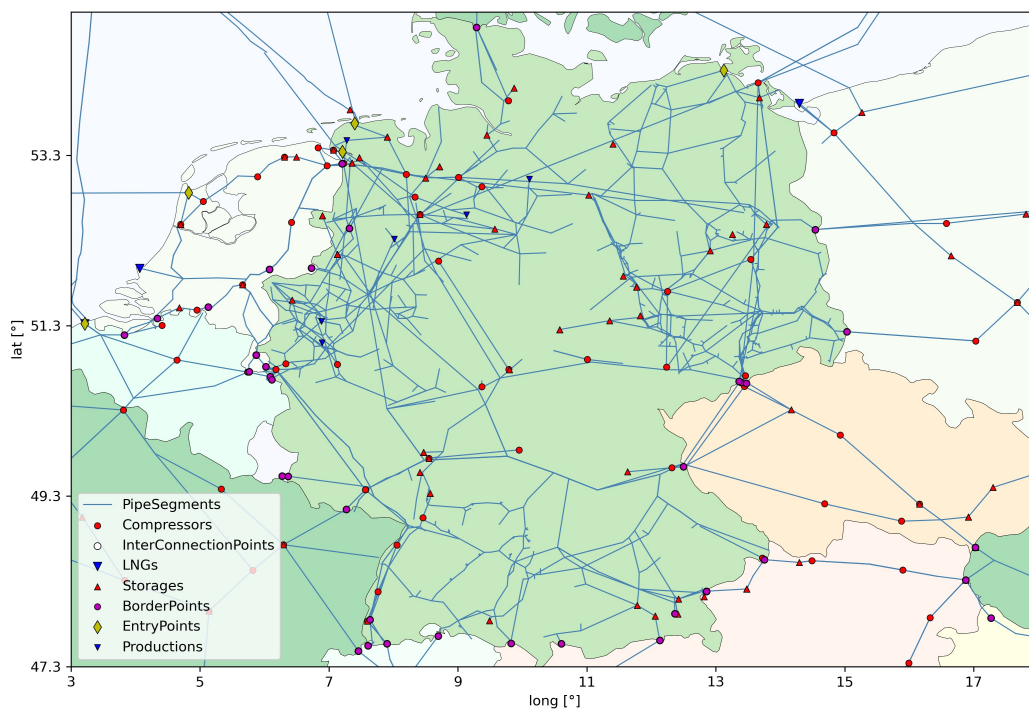 53.3
51.3
49.3
47.3
lat [°]
PipeSegments
Compressors
InterConnectionPoints
LNGs
Storages
BorderPoints
EntryPoints
Productions
3
5
7
9
11
13
15
17
long [°]